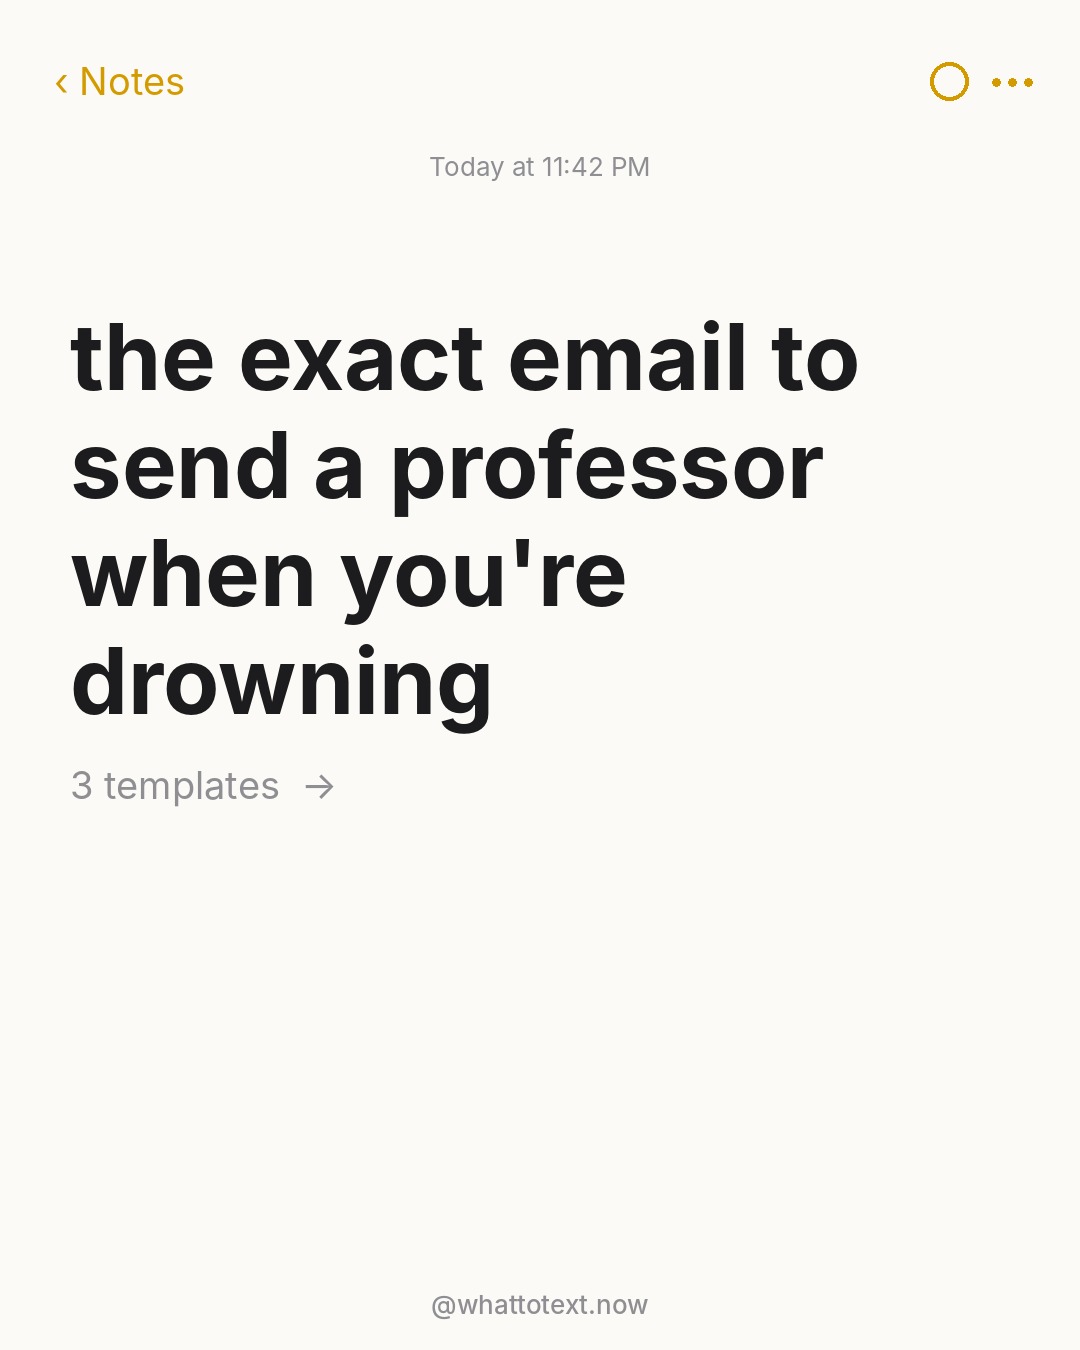 ‹ Notes
Today at 11:42 PM
the exact email to
send a professor
when you're
drowning
3 templates →
@whattotext.now